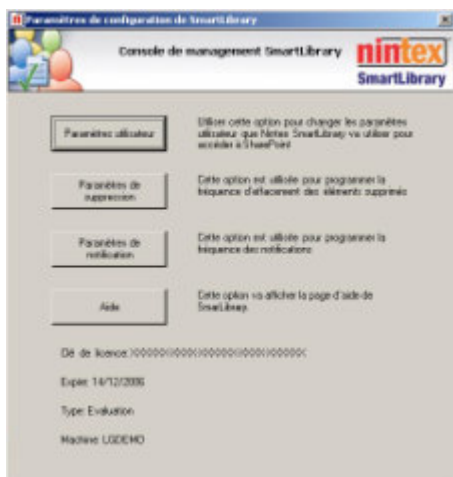 Paramètres de configuration de SmartLibrary
Console de management SmartLibrary
nintex
SmartLibrary
Paramètres utilisateur
Utiliser cette option pour changer les paramètres
utilisateur que Nintex SmartLibrary va utiliser pour
accéder à SharePoint
Paramètres de
suppression
Cette option est utilisée pour programmer la
fréquence d'effacement des éléments supprimés
Paramètres de
notification
Cette option est utilisée pour programmer la
fréquence des notifications
Aide
Cette option va afficher la page d'aide de
SmartLibrary.
Clé de licence:
Expire: 14/12/2006
Type: Evaluation
Machine: LGDEMO